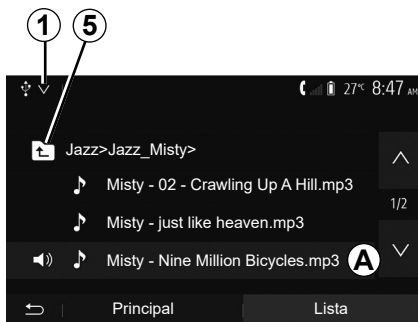 1 5
27°C 8:47 AM
Jazz>Jazz_Misty>
Misty - 02 - Crawling Up A Hill.mp3
1/2
Misty - just like heaven.mp3
Misty - Nine Million Bicycles.mp3 A
Principal Lista